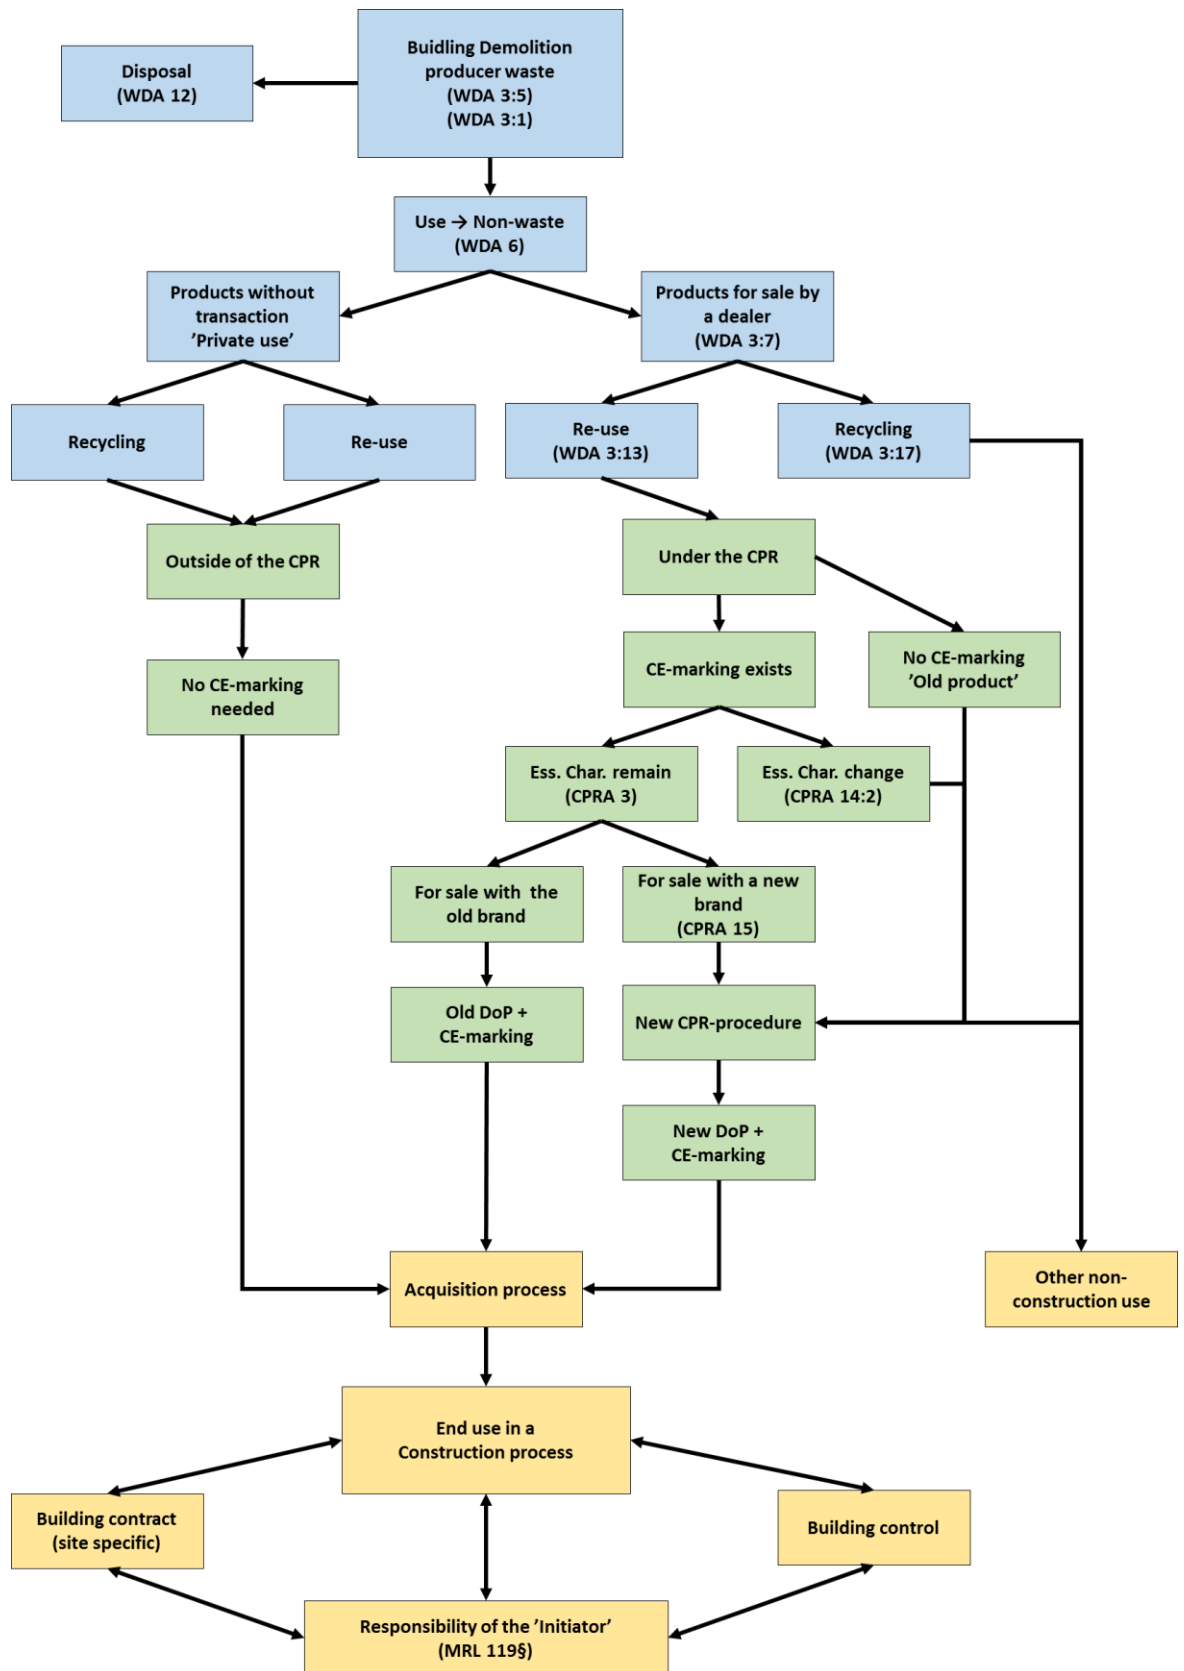 Buidling Demolition
producer waste
(WDA 3:5)
(WDA 3:1)
Disposal
(WDA 12)
Use → Non-waste
(WDA 6)
Products without
transaction
’Private use’
Products for sale by
a dealer
(WDA 3:7)
Recycling
Re-use
Re-use
(WDA 3:13)
Recycling
(WDA 3:17)
Outside of the CPR
Under the CPR
No CE-marking
needed
CE-marking exists
No CE-marking
’Old product’
Ess. Char. remain
(CPRA 3)
Ess. Char. change
(CPRA 14:2)
For sale with the
old brand
For sale with a new
brand
(CPRA 15)
Old DoP +
CE-marking
New CPR-procedure
New DoP +
CE-marking
Acquisition process
Other non-
construction use
End use in a
Construction process
Building contract
(site specific)
Building control
Responsibility of the ’Initiator’
(MRL 119§)